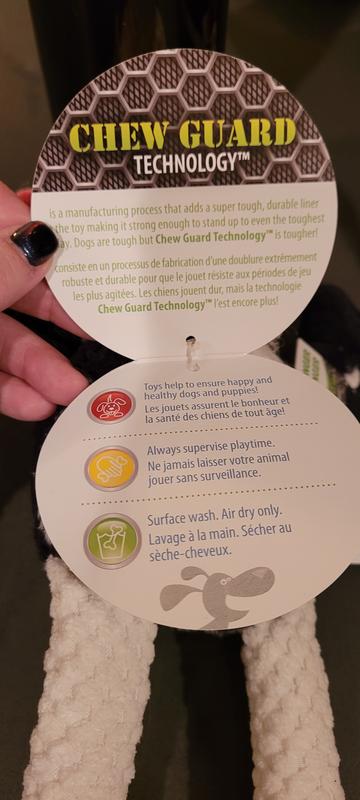 CHEW GUARD
TECHNOLOGY™
is a manufacturing process that adds a super tough, durable liner
the toy making it strong enough to stand up to even the toughest
Dogs are tough but Chew Guard Technology™ is tougher!
consiste en un processus de fabrication d'une doublure extrêmement
robuste et durable pour que le jouet résiste aux périodes de jeu
les plus agitées. Les chiens jouent dur, mais la technologie
Chew Guard Technology™ l'est encore plus!
Toys help to ensure happy and
healthy dogs and puppies!
Les jouets assurent le bonheur et
la santé des chiens de tout âge!
Always supervise playtime.
Ne jamais laisser votre animal
jouer sans surveillance.
Surface wash. Air dry only.
Lavage à la main. Sécher au
sèche-cheveux.